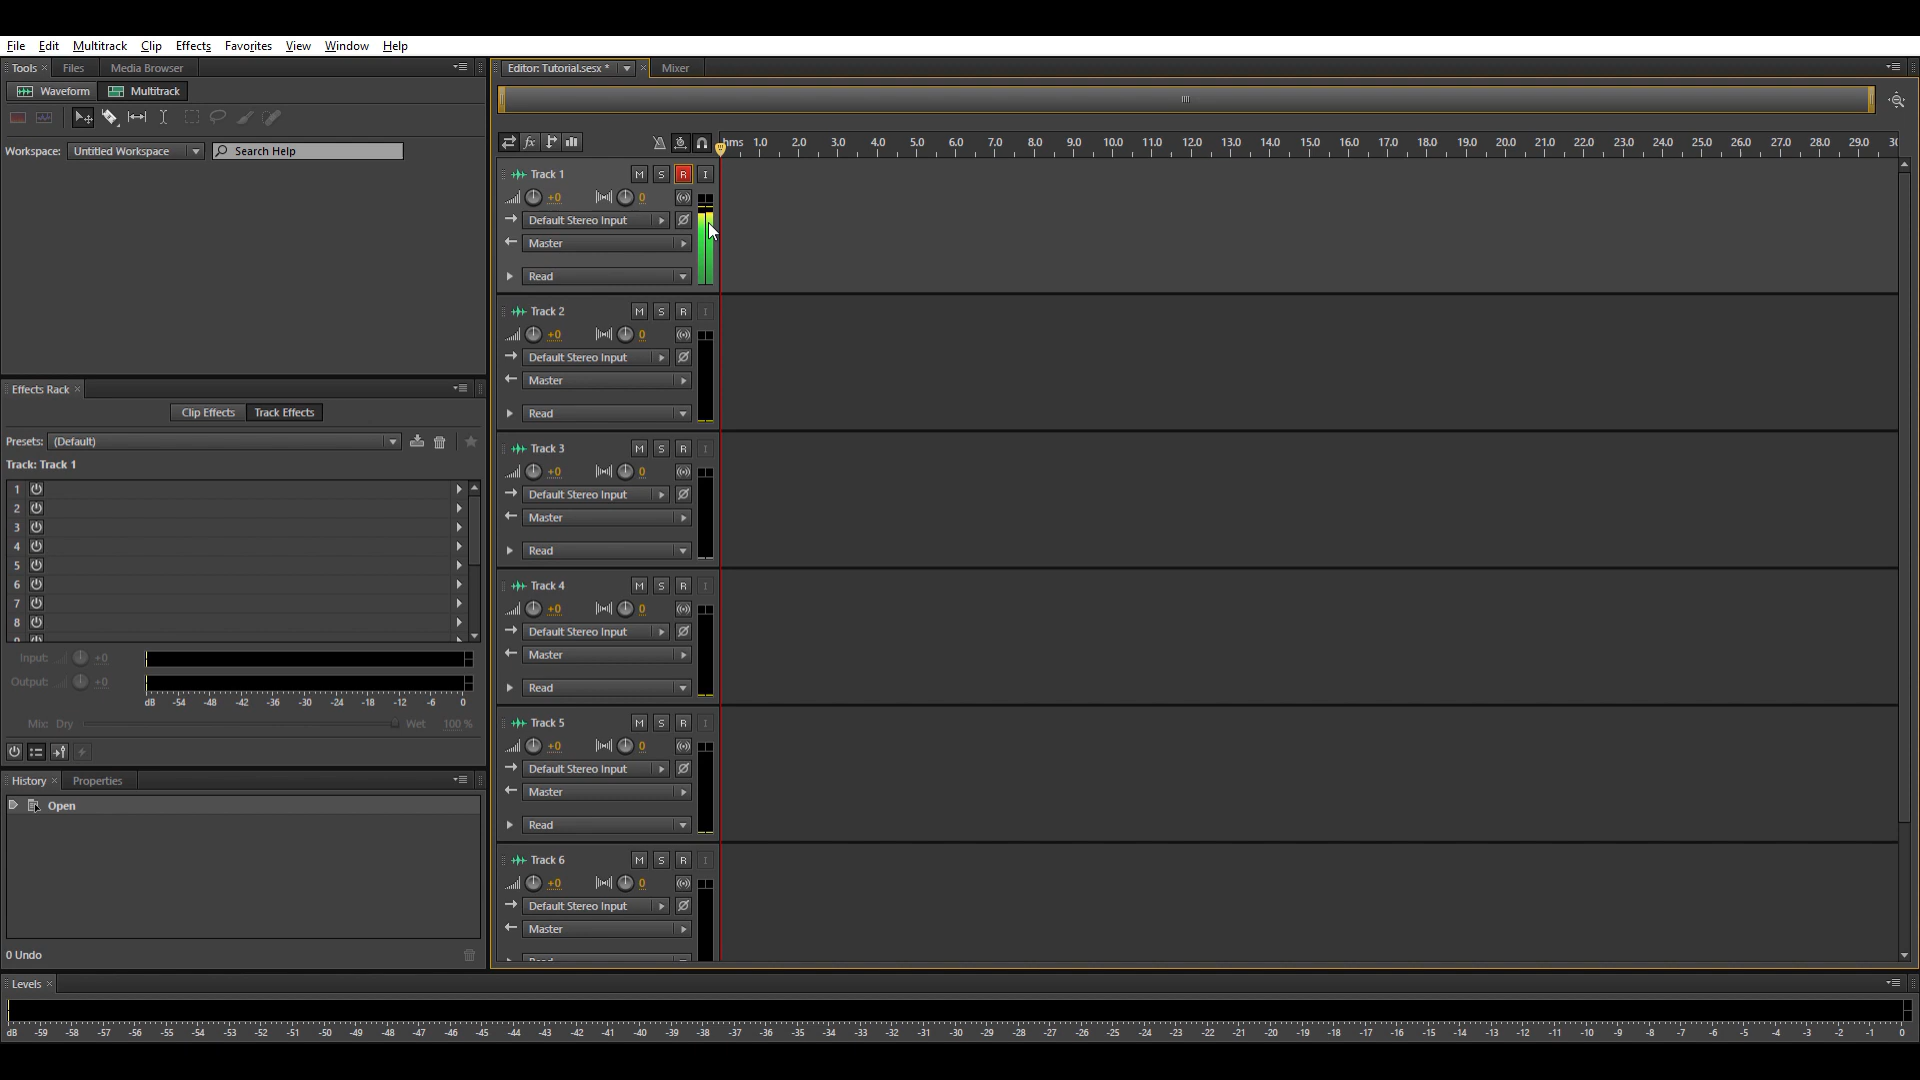 File Edit Multitrack Clip Effects Favorites View Window Help
Tools Files Media Browser
Waveform Multitrack
Workspace: Untitled Workspace Search Help
Effects Rack
Clip Effects Track Effects
Presets: (Default)
Track: Track 1
1
2
3
4
5
6
7
8
9
Input: +0
Output: +0
dB -54 -48 -42 -36 -30 -24 -18 -12 -6 0
Mix: Dry Wet 100 %
History Properties
Open
0 Undo
Editor: Tutorial.sesx * Mixer
fx hms 1.0 2.0 3.0 4.0 5.0 6.0 7.0 8.0 9.0 10.0 11.0 12.0 13.0 14.0 15.0 16.0 17.0 18.0 19.0 20.0 21.0 22.0 23.0 24.0 25.0 26.0 27.0 28.0 29.0 30
Track 1 M S R I
+0 0
Default Stereo Input
Master
Read
Track 2 M S R I
+0 0
Default Stereo Input
Master
Read
Track 3 M S R I
+0 0
Default Stereo Input
Master
Read
Track 4 M S R I
+0 0
Default Stereo Input
Master
Read
Track 5 M S R I
+0 0
Default Stereo Input
Master
Read
Track 6 M S R I
+0 0
Default Stereo Input
Master
Read
Levels
dB -59 -58 -57 -56 -55 -54 -53 -52 -51 -50 -49 -48 -47 -46 -45 -44 -43 -42 -41 -40 -39 -38 -37 -36 -35 -34 -33 -32 -31 -30 -29 -28 -27 -26 -25 -24 -23 -22 -21 -20 -19 -18 -17 -16 -15 -14 -13 -12 -11 -10 -9 -8 -7 -6 -5 -4 -3 -2 -1 0